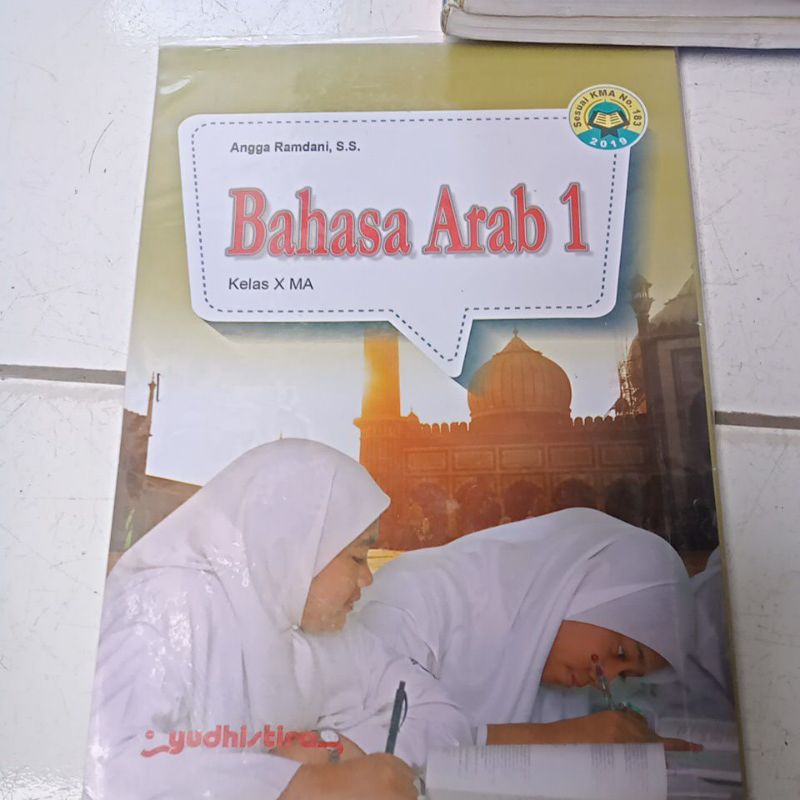 Sesuai KMA No. 183
2019
Angga Ramdani, S.S.
Bahasa Arab 1
Kelas X MA
yudhistira